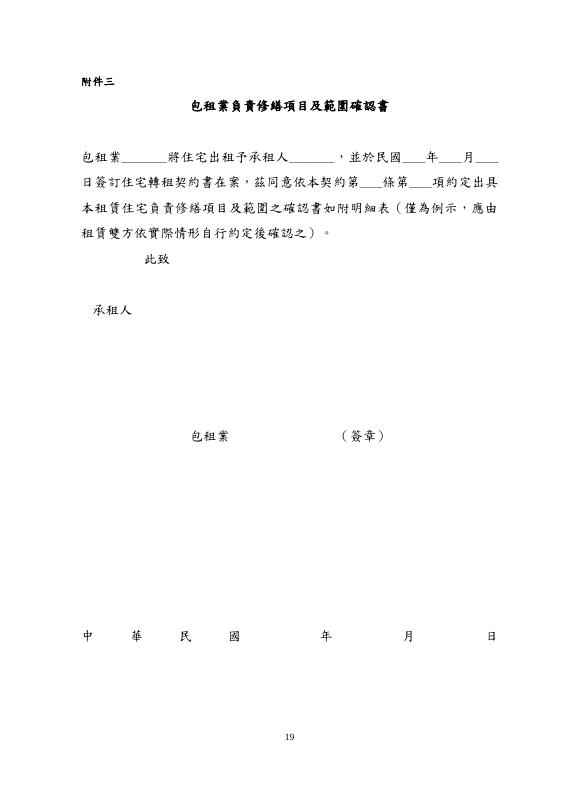 附件三
包租業負責修繕項目及範圍確認書
包租業_______將住宅出租予承租人_______，並於民國___年___月___
日簽訂住宅轉租契約書在案，茲同意依本契約第___條第___項約定出具
本租賃住宅負責修繕項目及範圍之確認書如附明細表（僅為例示，應由
租賃雙方依實際情形自行約定後確認之）。
此致
承租人
包租業 （簽章）
中 華 民 國 年 月 日
19